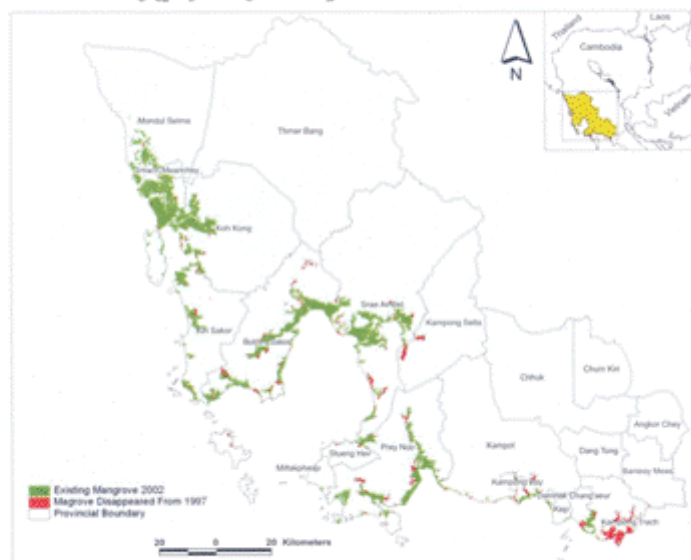 Thailand
Laos
Cambodia
Vietnam
N
Mondul Seima
Thmar Bang
Koh Kong
Srae Ambel
Kampong Seila
Kiri Sakor
Botum Sakor
Chhuk
Chum Kiri
Angkor Chey
Dang Tong
Banteay Meas
Kampot
Prey Nob
Stueng Hav
Mittakpheap
Kampong Bay
Kep
Kampong Trach
Existing Mangrove 2002
Magrove Disappeared From 1997
Provincial Boundary
20 0 20 Kilometers